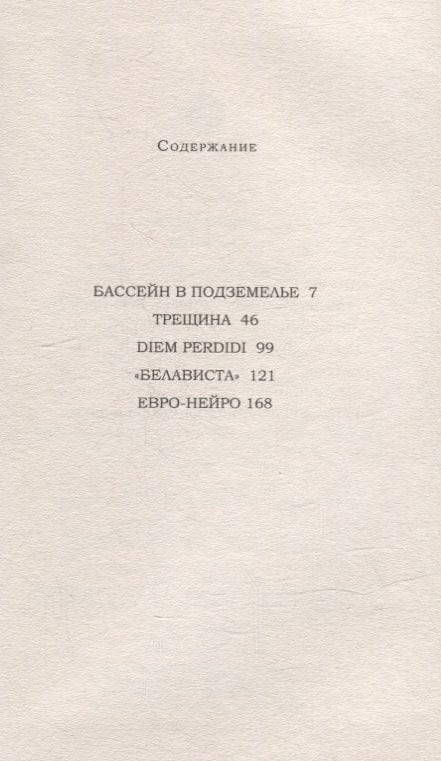 Содержание
БАССЕЙН В ПОДЗЕМЕЛЬЕ 7
ТРЕЩИНА 46
DIEM PERDIDI 99
«БЕЛАВИСТА» 121
ЕВРО-НЕЙРО 168